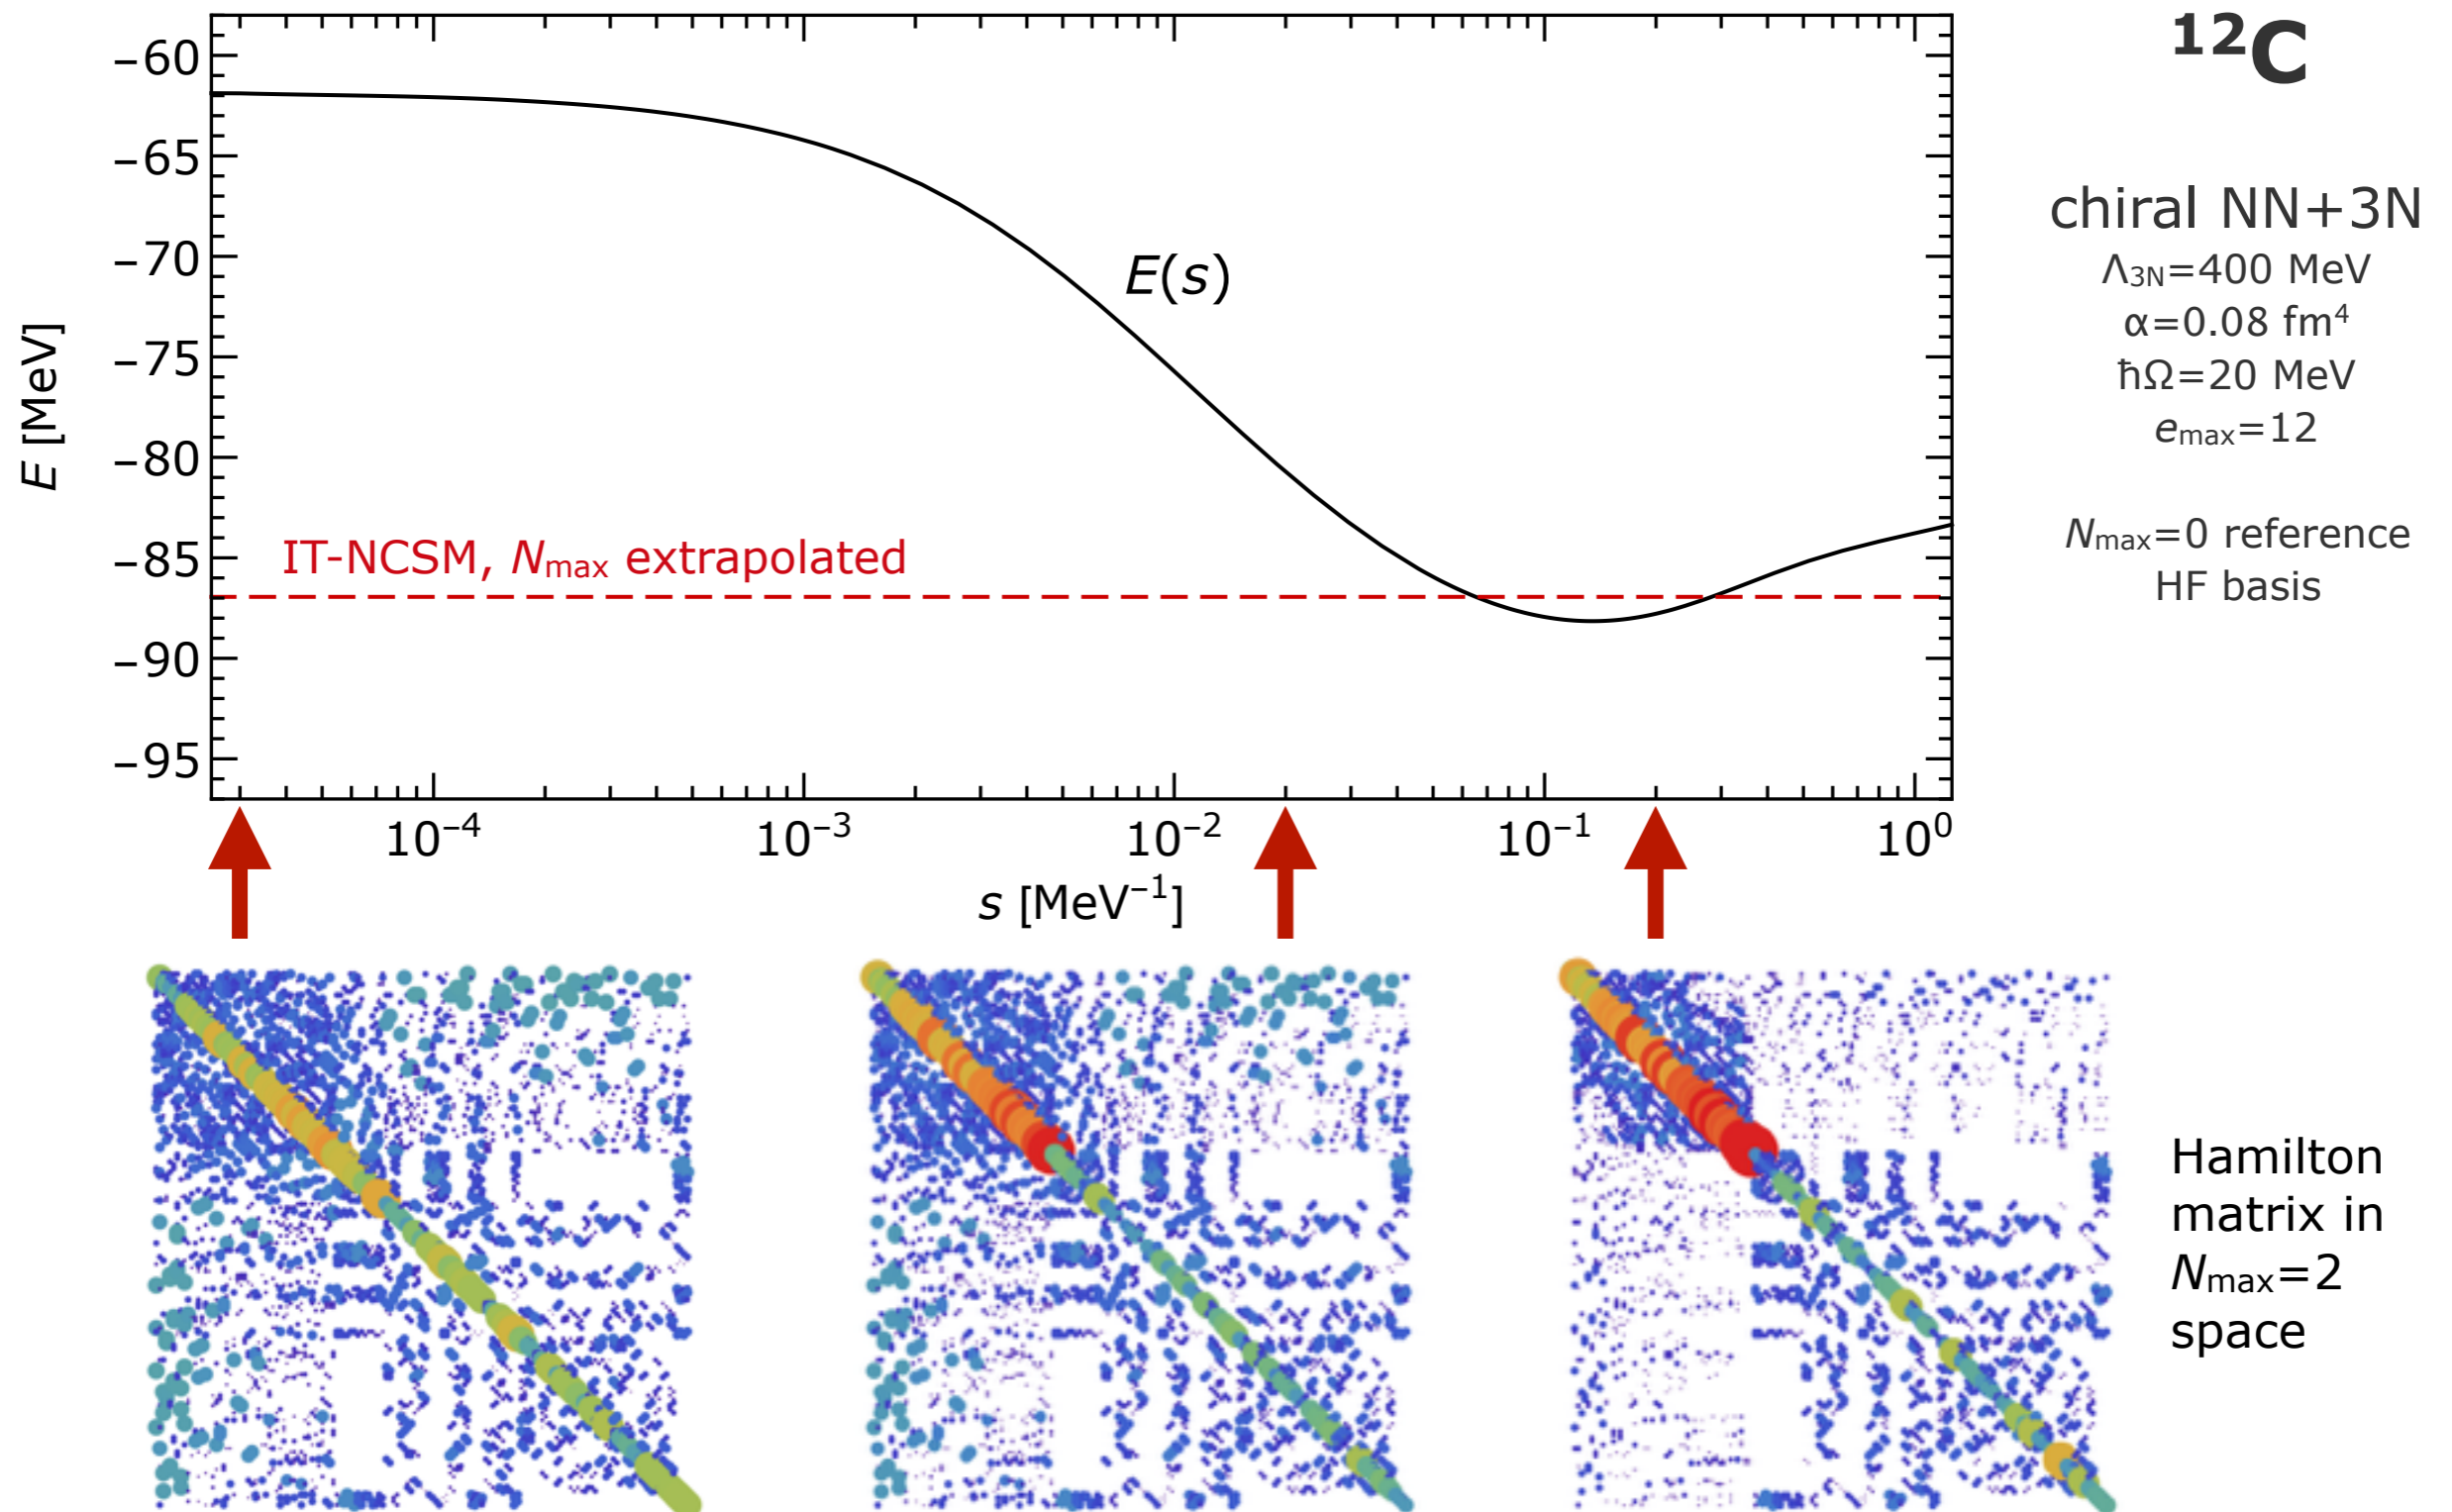 ¹²C
−60
−65
−70
−75
−80
−85
−90
−95
E [MeV]
E(s)
IT-NCSM, Nmax extrapolated
10⁻⁴
10⁻³
10⁻²
10⁻¹
10⁰
s [MeV⁻¹]
chiral NN+3N
Λ3N=400 MeV
α=0.08 fm⁴
ħΩ=20 MeV
emax=12
Nmax=0 reference
HF basis
Hamilton
matrix in
Nmax=2
space